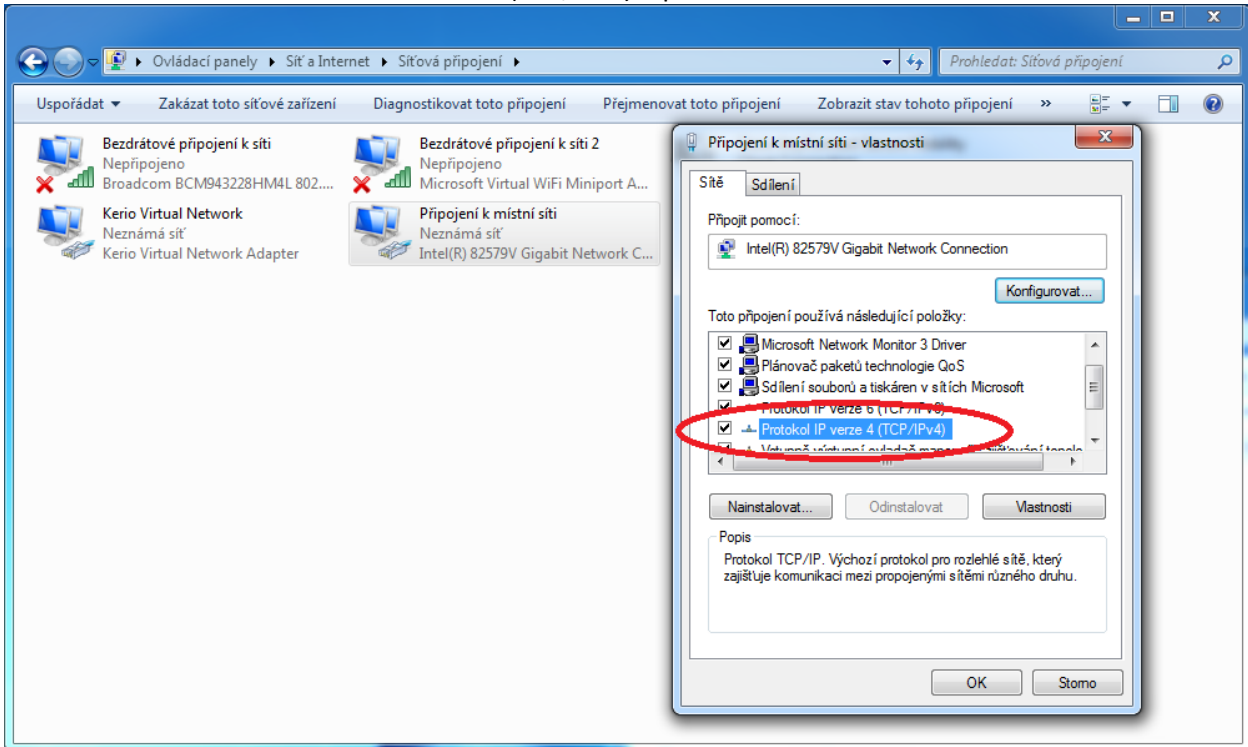 Ovládací panely ▸ Síť a Internet ▸ Síťová připojení ▸
Prohledat: Síťová připojení
Uspořádat ▾ Zakázat toto síťové zařízení Diagnostikovat toto připojení Přejmenovat toto připojení Zobrazit stav tohoto připojení »
Bezdrátové připojení k síti
Nepřipojeno
Broadcom BCM943228HM4L 802....
Bezdrátové připojení k síti 2
Nepřipojeno
Microsoft Virtual WiFi Miniport A...
Kerio Virtual Network
Neznámá síť
Kerio Virtual Network Adapter
Připojení k místní síti
Neznámá síť
Intel(R) 82579V Gigabit Network C...
Připojení k místní síti - vlastnosti
Sítě Sdílení
Připojit pomocí:
Intel(R) 82579V Gigabit Network Connection
Konfigurovat...
Toto připojení používá následující položky:
Microsoft Network Monitor 3 Driver
Plánovač paketů technologie QoS
Sdílení souborů a tiskáren v sítích Microsoft
Protokol IP verze 6 (TCP/IPv6)
Protokol IP verze 4 (TCP/IPv4)
Nainstalovat... Odinstalovat Vlastnosti
Popis
Protokol TCP/IP. Výchozí protokol pro rozlehlé sítě, který
zajišťuje komunikaci mezi propojenými sítěmi různého druhu.
OK Storno